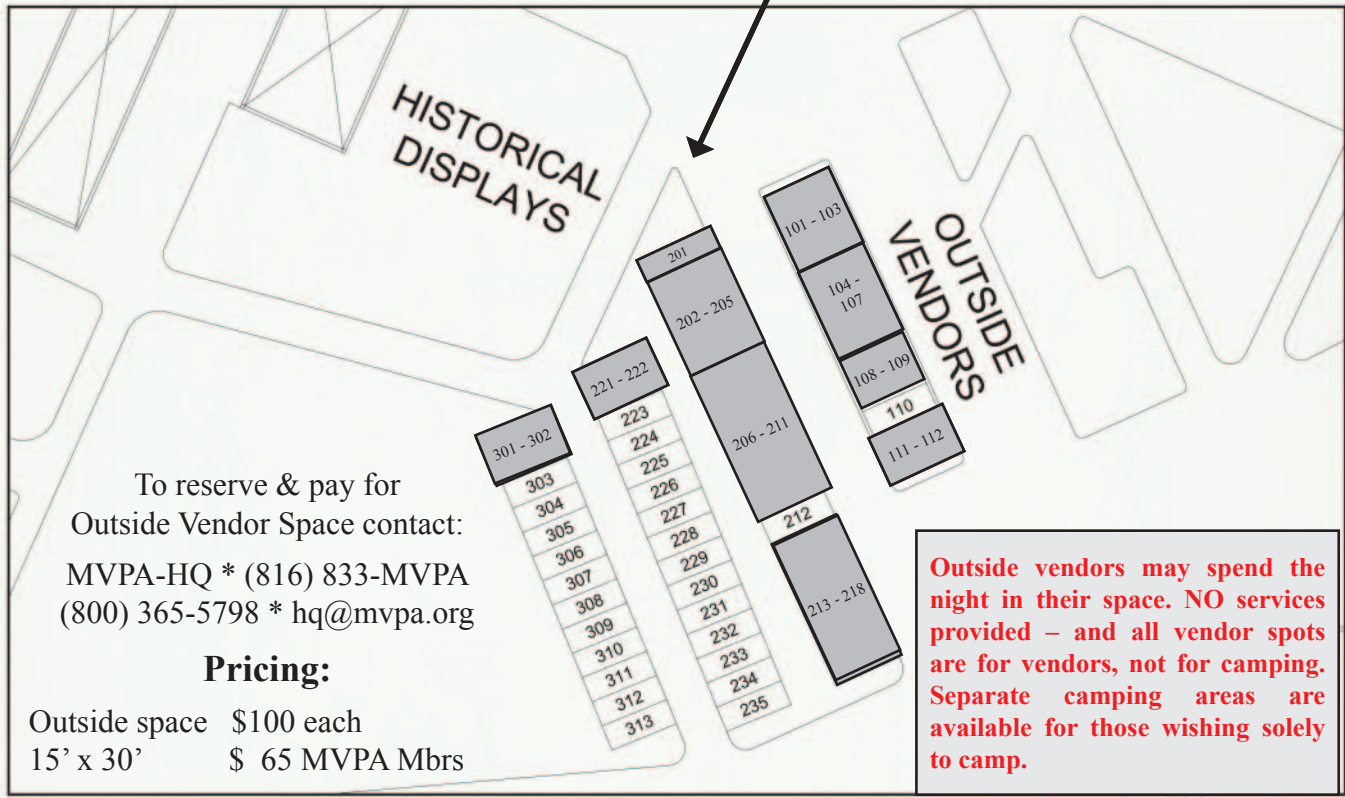 HISTORICAL
DISPLAYS
OUTSIDE
VENDORS
101 - 103
104 -
107
108 - 109
110
111 - 112
201
202 - 205
206 - 211
212
213 - 218
221 - 222
223
224
225
226
227
228
229
230
231
232
233
234
235
301 - 302
303
304
305
306
307
308
309
310
311
312
313
To reserve & pay for
Outside Vendor Space contact:
MVPA-HQ * (816) 833-MVPA
(800) 365-5798 * hq@mvpa.org
Pricing:
Outside space $100 each
15’ x 30’ $ 65 MVPA Mbrs
Outside vendors may spend the
night in their space. NO services
provided – and all vendor spots
are for vendors, not for camping.
Separate camping areas are
available for those wishing solely
to camp.